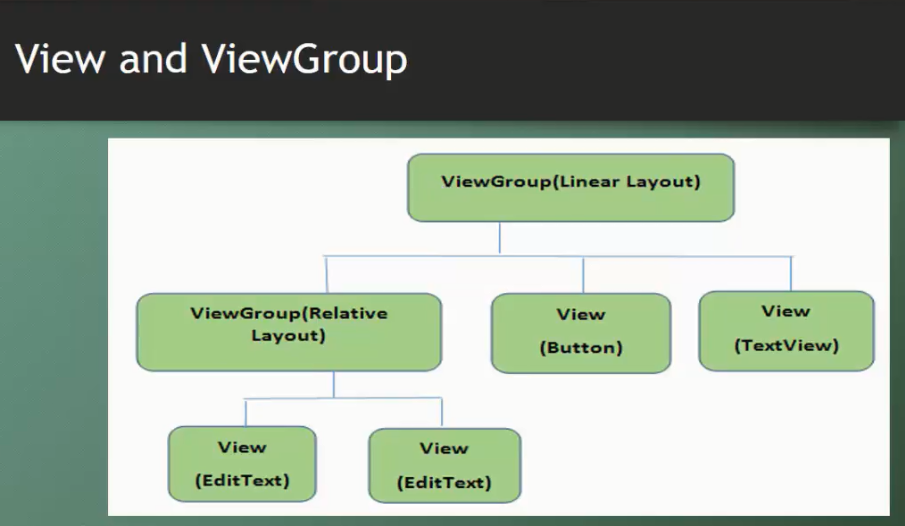 View and ViewGroup
ViewGroup(Linear Layout)
ViewGroup(Relative
Layout)
View
(Button)
View
(TextView)
View
(EditText)
View
(EditText)